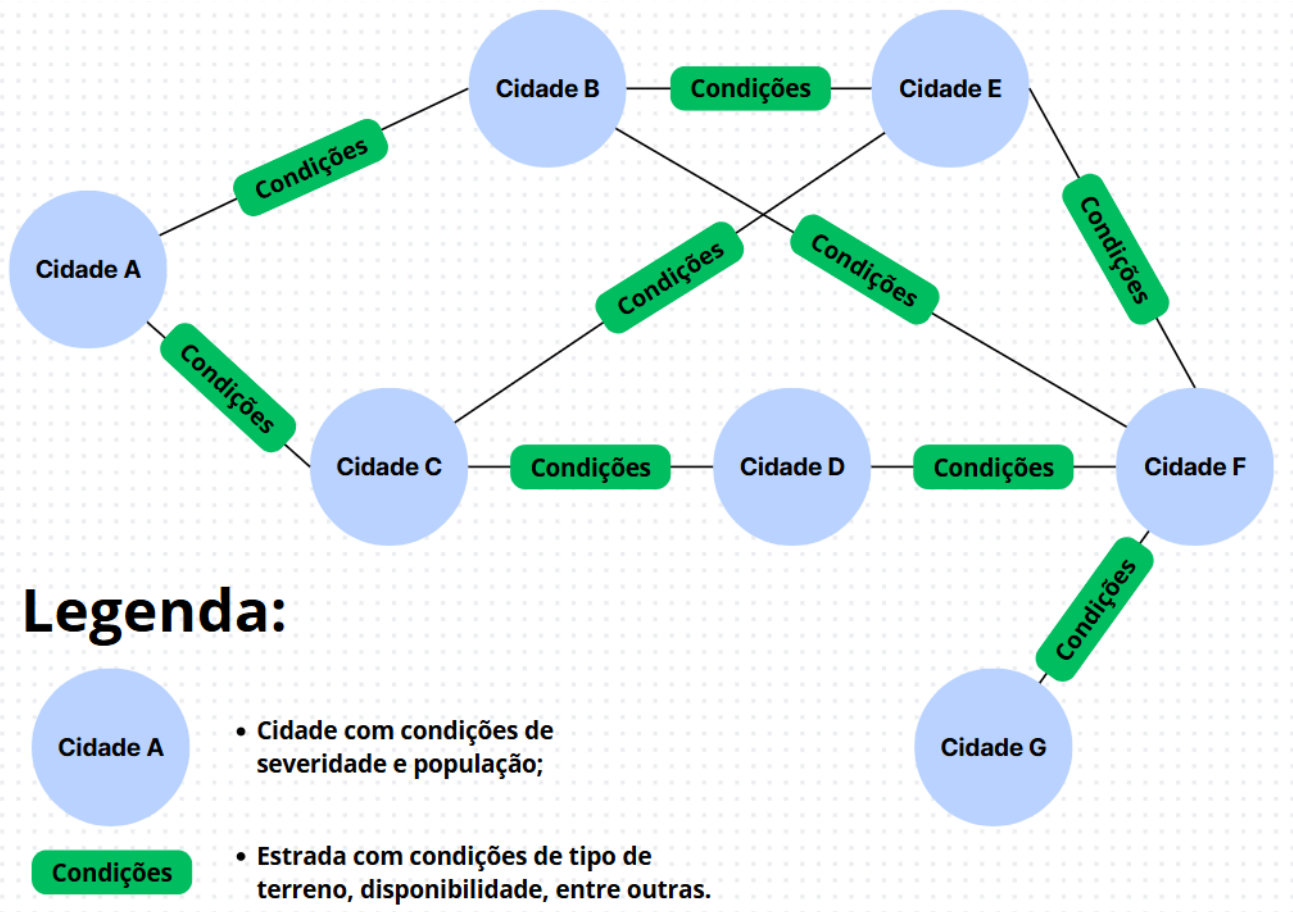 Cidade B
Condições
Cidade E
Condições
Condições
Cidade A
Condições
Condições
Condições
Cidade C
Condições
Cidade D
Condições
Cidade F
Condições
Cidade G
Legenda:
Cidade A
• Cidade com condições de
severidade e população;
Condições
• Estrada com condições de tipo de
terreno, disponibilidade, entre outras.